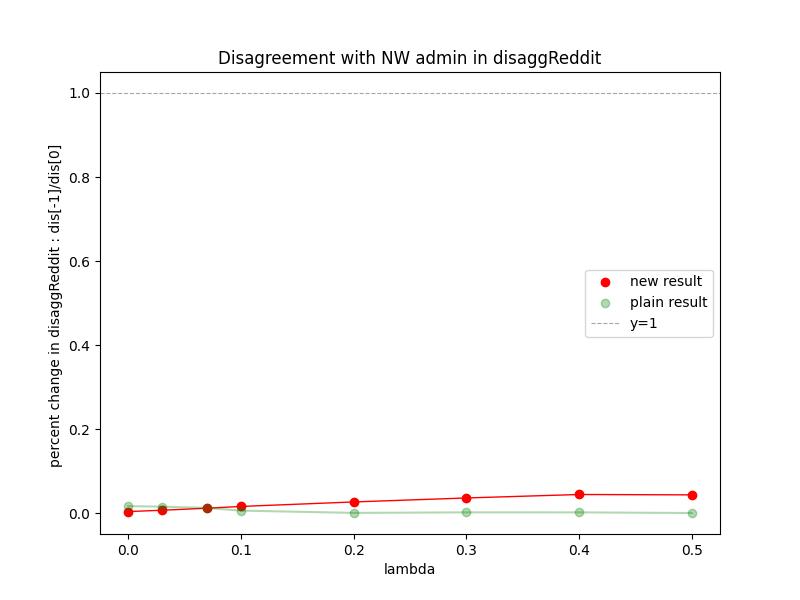 Disagreement with NW admin in disaggReddit
percent change in disaggReddit : dis[-1]/dis[0]
1.0
0.8
0.6
0.4
0.2
0.0
new result
plain result
y=1
0.0 0.1 0.2 0.3 0.4 0.5
lambda